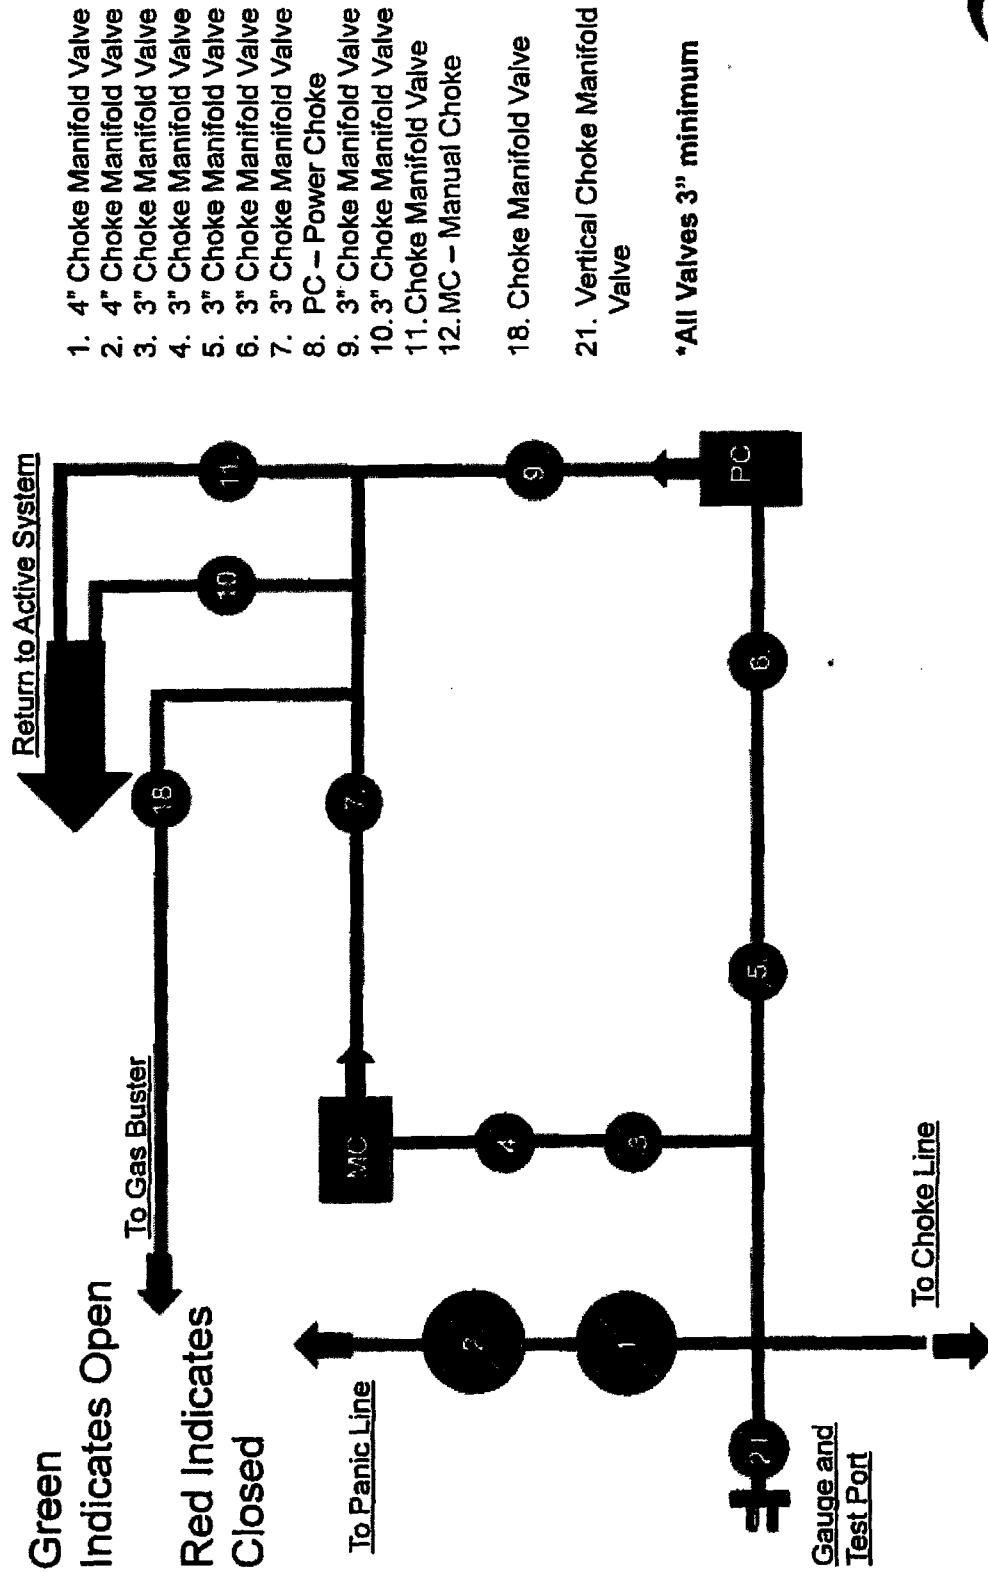 Green
Indicates Open
Red Indicates
Closed
To Gas Buster
Return to Active System
To Panic Line
Gauge and
Test Port
To Choke Line
18
11.
10
7.
9
MC
4
3
2
1
21
5.
6.
PC
1. 4" Choke Manifold Valve
2. 4" Choke Manifold Valve
3. 3" Choke Manifold Valve
4. 3" Choke Manifold Valve
5. 3" Choke Manifold Valve
6. 3" Choke Manifold Valve
7. 3" Choke Manifold Valve
8. PC – Power Choke
9. 3" Choke Manifold Valve
10.3" Choke Manifold Valve
11.Choke Manifold Valve
12.MC – Manual Choke
18. Choke Manifold Valve
21. Vertical Choke Manifold
Valve
*All Valves 3" minimum